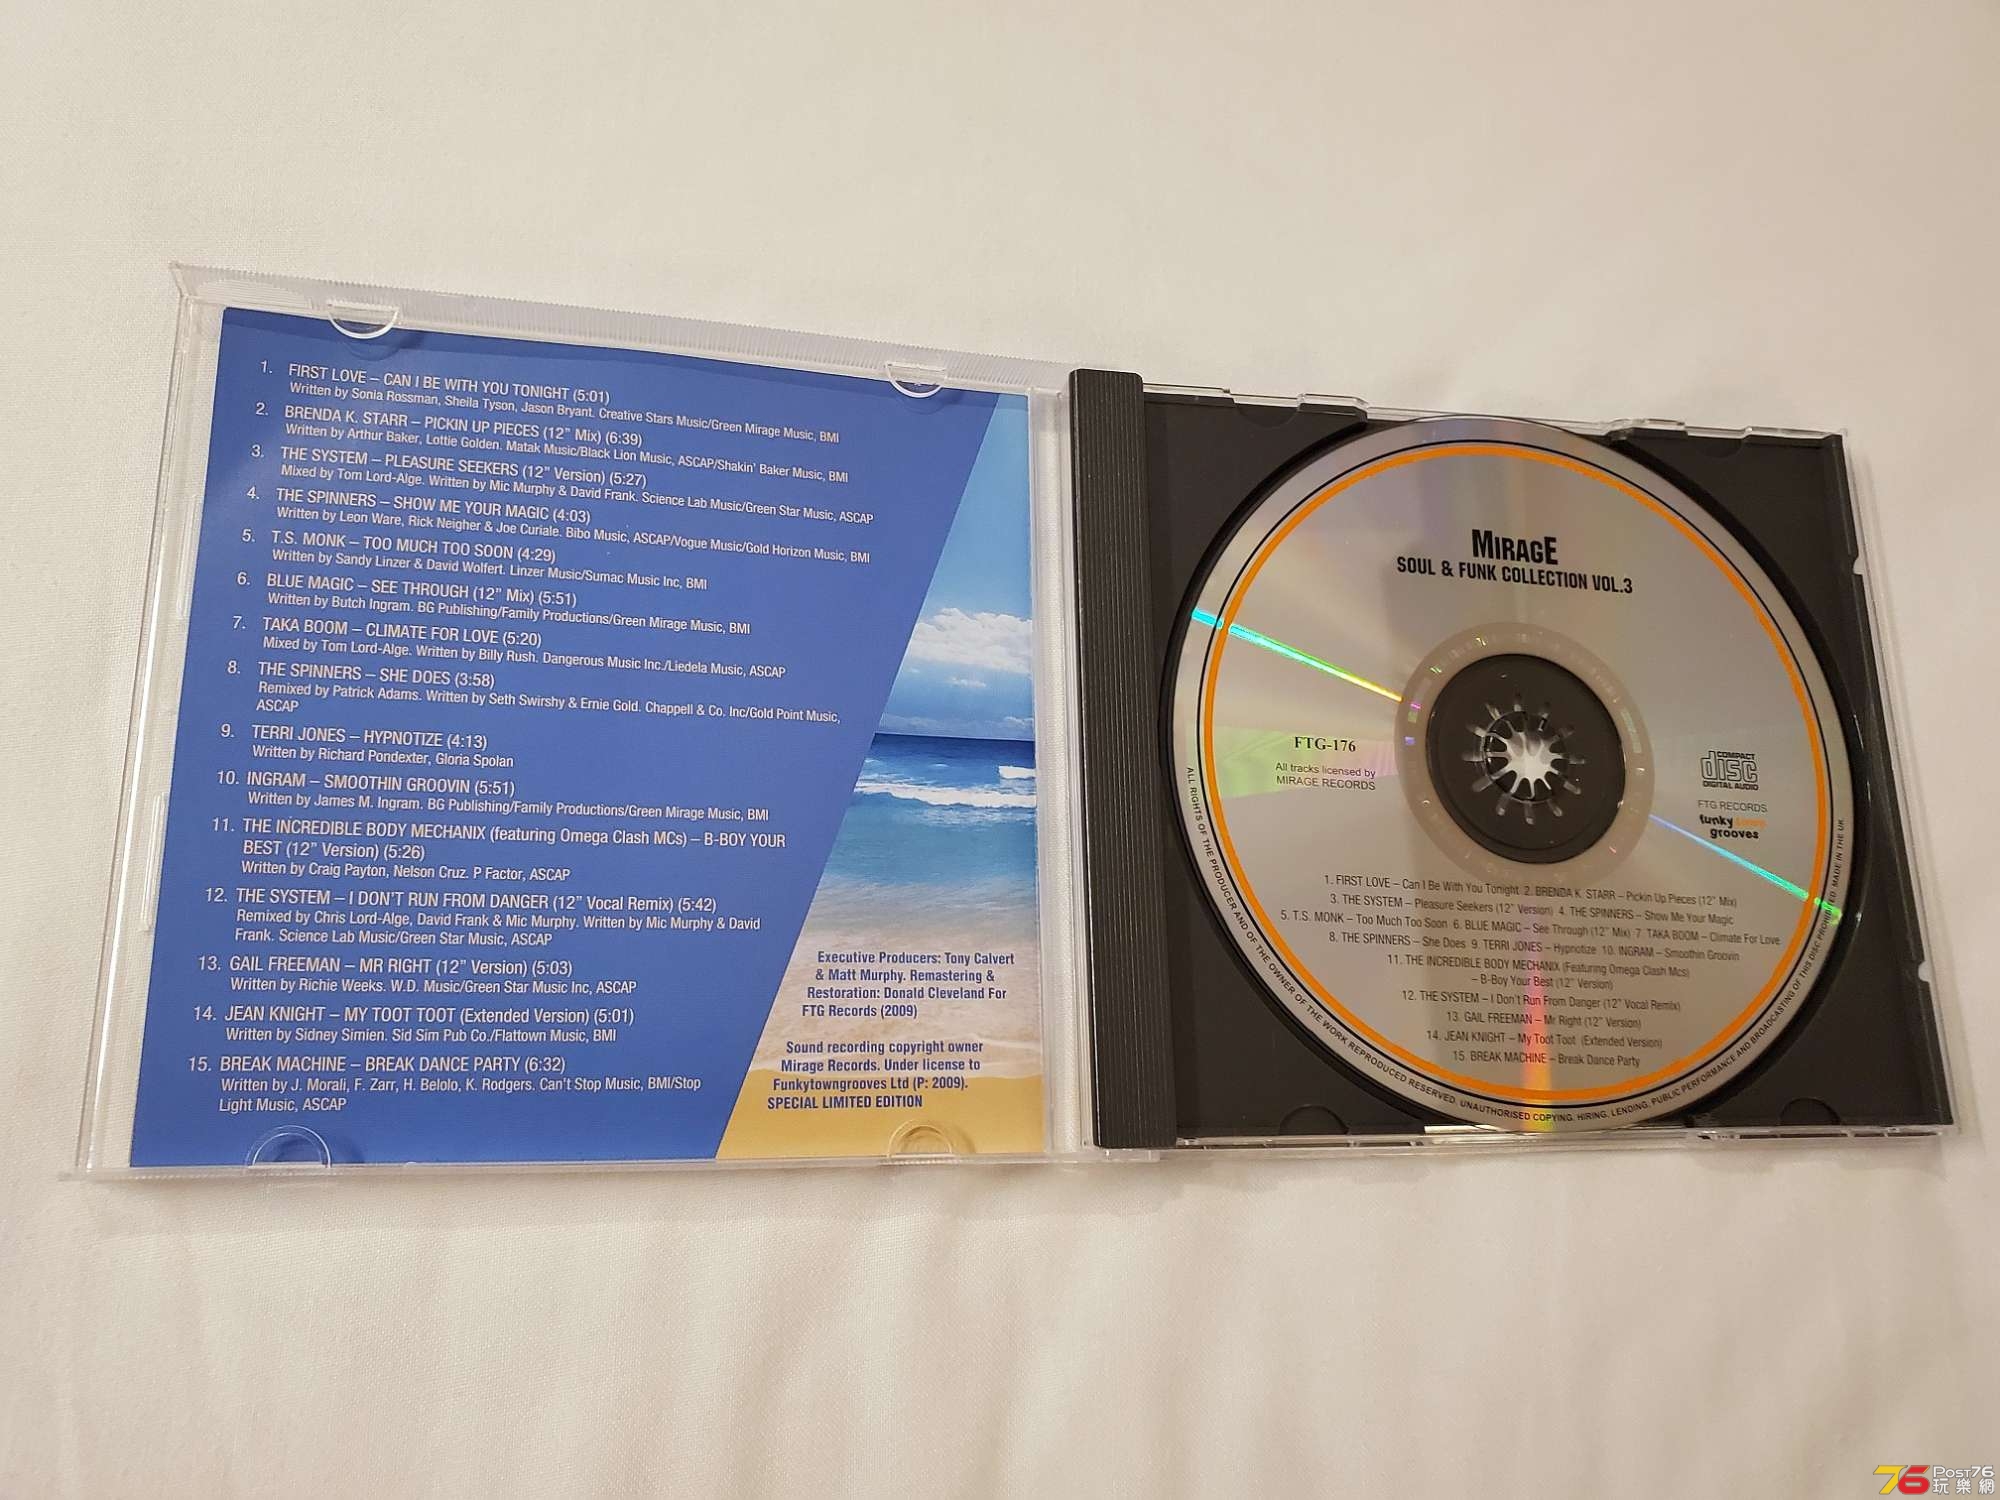 1. FIRST LOVE – CAN I BE WITH YOU TONIGHT (5:01)
Written by Sonia Rossman, Sheila Tyson, Jason Bryant. Creative Stars Music/Green Mirage Music, BMI
2. BRENDA K. STARR – PICKIN UP PIECES (12” Mix) (6:39)
Written by Arthur Baker, Lottie Golden. Matak Music/Black Lion Music, ASCAP/Shakin’ Baker Music, BMI
3. THE SYSTEM – PLEASURE SEEKERS (12” Version) (5:27)
Mixed by Tom Lord-Alge. Written by Mic Murphy & David Frank. Science Lab Music/Green Star Music, ASCAP
4. THE SPINNERS – SHOW ME YOUR MAGIC (4:03)
Written by Leon Ware, Rick Neigher & Joe Curiale. Bibo Music, ASCAP/Vogue Music/Gold Horizon Music, BMI
5. T.S. MONK – TOO MUCH TOO SOON (4:29)
Written by Sandy Linzer & David Wolfert. Linzer Music/Sumac Music Inc, BMI
6. BLUE MAGIC – SEE THROUGH (12” Mix) (5:51)
Written by Butch Ingram. BG Publishing/Family Productions/Green Mirage Music, BMI
7. TAKA BOOM – CLIMATE FOR LOVE (5:20)
Mixed by Tom Lord-Alge. Written by Billy Rush. Dangerous Music Inc./Liedela Music, ASCAP
8. THE SPINNERS – SHE DOES (3:58)
Remixed by Patrick Adams. Written by Seth Swirshy & Ernie Gold. Chappell & Co. Inc/Gold Point Music,
ASCAP
9. TERRI JONES – HYPNOTIZE (4:13)
Written by Richard Pondexter, Gloria Spolan
10. INGRAM – SMOOTHIN GROOVIN (5:51)
Written by James M. Ingram. BG Publishing/Family Productions/Green Mirage Music, BMI
11. THE INCREDIBLE BODY MECHANIX (featuring Omega Clash MCs) – B-BOY YOUR
BEST (12” Version) (5:26)
Written by Craig Payton, Nelson Cruz. P Factor, ASCAP
12. THE SYSTEM – I DON’T RUN FROM DANGER (12” Vocal Remix) (5:42)
Remixed by Chris Lord-Alge, David Frank & Mic Murphy. Written by Mic Murphy & David
Frank. Science Lab Music/Green Star Music, ASCAP
13. GAIL FREEMAN – MR RIGHT (12” Version) (5:03)
Written by Richie Weeks. W.D. Music/Green Star Music Inc, ASCAP
14. JEAN KNIGHT – MY TOOT TOOT (Extended Version) (5:01)
Written by Sidney Simien. Sid Sim Pub Co./Flattown Music, BMI
15. BREAK MACHINE – BREAK DANCE PARTY (6:32)
Written by J. Morali, F. Zarr, H. Belolo, K. Rodgers. Can’t Stop Music, BMI/Stop
Light Music, ASCAP
Executive Producers: Tony Calvert
& Matt Murphy. Remastering &
Restoration: Donald Cleveland For
FTG Records (2009)
Sound recording copyright owner
Mirage Records. Under license to
Funkytowngrooves Ltd (P: 2009).
SPECIAL LIMITED EDITION
MIRAGE
SOUL & FUNK COLLECTION VOL.3
FTG-176
All tracks licensed by
MIRAGE RECORDS
COMPACT
disc
DIGITAL AUDIO
FTG RECORDS
funkytown
grooves
1. FIRST LOVE – Can I Be With You Tonight 2. BRENDA K. STARR – Pickin Up Pieces (12” Mix)
3. THE SYSTEM – Pleasure Seekers (12” Version) 4. THE SPINNERS – Show Me Your Magic
5. T.S. MONK – Too Much Too Soon 6. BLUE MAGIC – See Through (12” Mix) 7. TAKA BOOM – Climate For Love
8. THE SPINNERS – She Does 9. TERRI JONES – Hypnotize 10. INGRAM – Smoothin Groovin
11. THE INCREDIBLE BODY MECHANIX (Featuring Omega Clash MCs)
– B-Boy Your Best (12” Version)
12. THE SYSTEM – I Don’t Run From Danger (12” Vocal Remix)
13. GAIL FREEMAN – Mr Right (12” Version)
14. JEAN KNIGHT – My Toot Toot (Extended Version)
15. BREAK MACHINE – Break Dance Party
ALL RIGHTS OF THE PRODUCER AND OF THE OWNER OF THE WORK REPRODUCED RESERVED. UNAUTHORISED COPYING, HIRING, LENDING, PUBLIC PERFORMANCE AND BROADCASTING OF THIS DISC PROHIBITED. MADE IN THE UK.
76 POST76
玩樂網